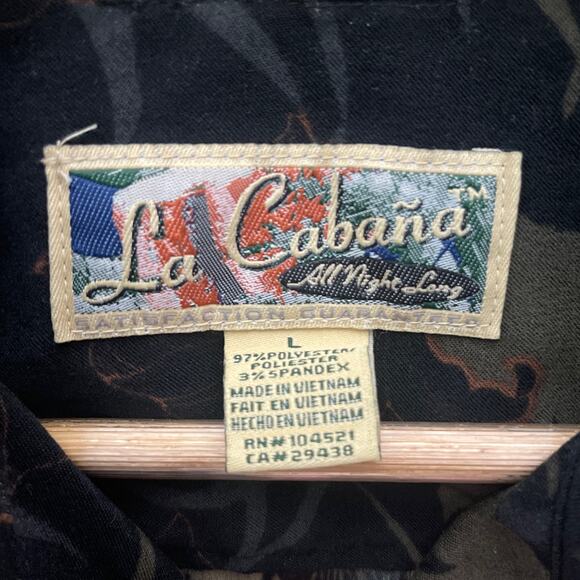 La Cabaña™
All Night Long
SATISFACTION GUARANTEED
L
97% POLYESTER/
POLIESTER
3% SPANDEX
MADE IN VIETNAM
FAIT EN VIETNAM
HECHO EN VIETNAM
RN# 104521
CA# 29438